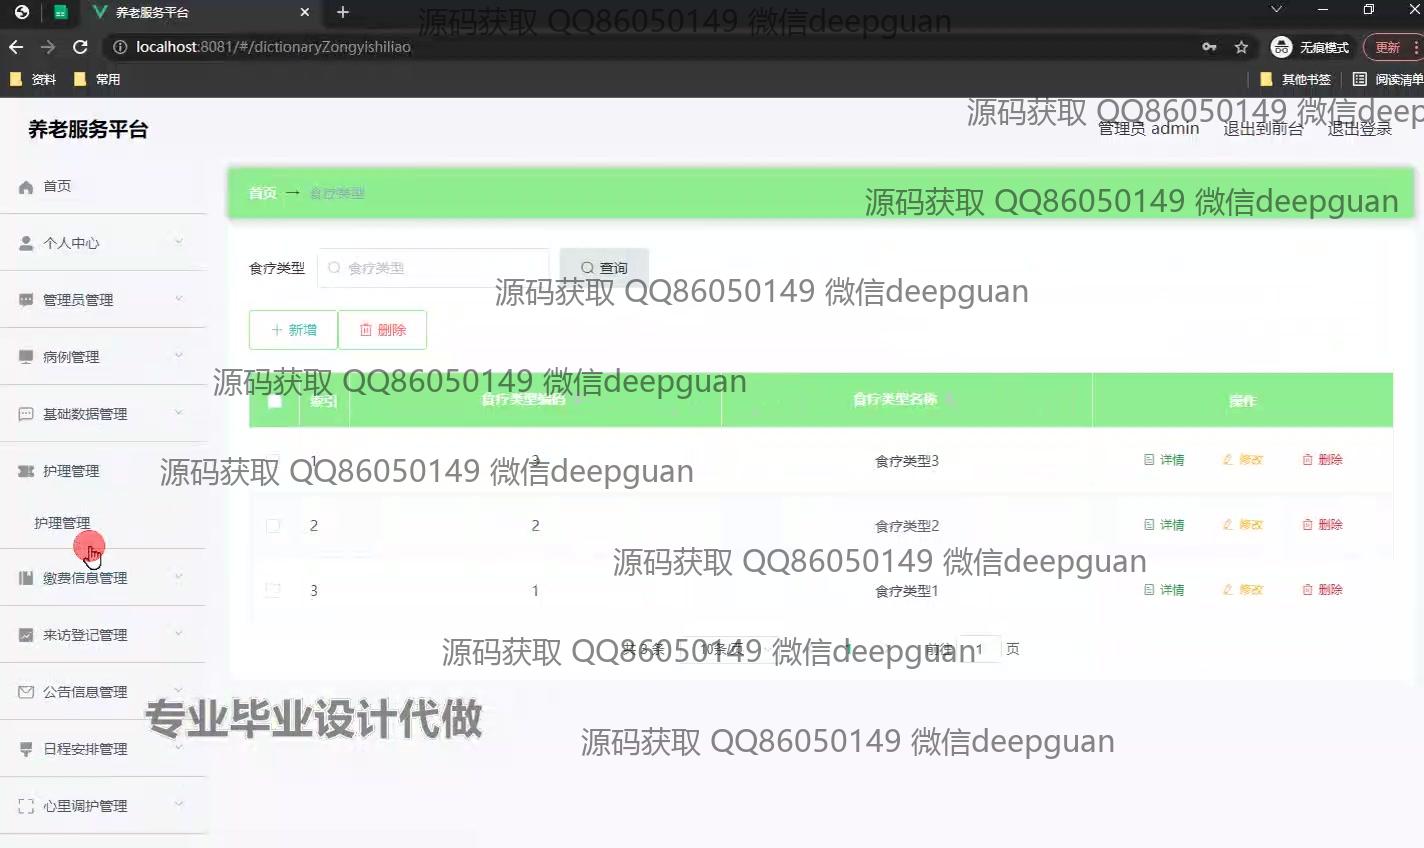 养老服务平台
源码获取 QQ86050149 微信deepguan
localhost:8081/#/dictionaryZongyishiliao
无痕模式
更新
资料
常用
其他书签
阅读清单
源码获取 QQ86050149 微信deep
养老服务平台
管理员 admin
退出到前台
退出登录
首页
个人中心
管理员管理
病例管理
基础数据管理
护理管理
护理管理
缴费信息管理
来访登记管理
公告信息管理
日程安排管理
心里调护管理
首页 → 食疗类型
源码获取 QQ86050149 微信deepguan
食疗类型
食疗类型
查询
源码获取 QQ86050149 微信deepguan
新增
删除
源码获取 QQ86050149 微信deepguan
索引 食疗类型编码 食疗类型名称 操作
1 3 食疗类型3 详情 修改 删除
源码获取 QQ86050149 微信deepguan
2 2 食疗类型2 详情 修改 删除
源码获取 QQ86050149 微信deepguan
3 1 食疗类型1 详情 修改 删除
共 3 条 10条/页 1 前往 1 页
源码获取 QQ86050149 微信deepguan
专业毕业设计代做
源码获取 QQ86050149 微信deepguan